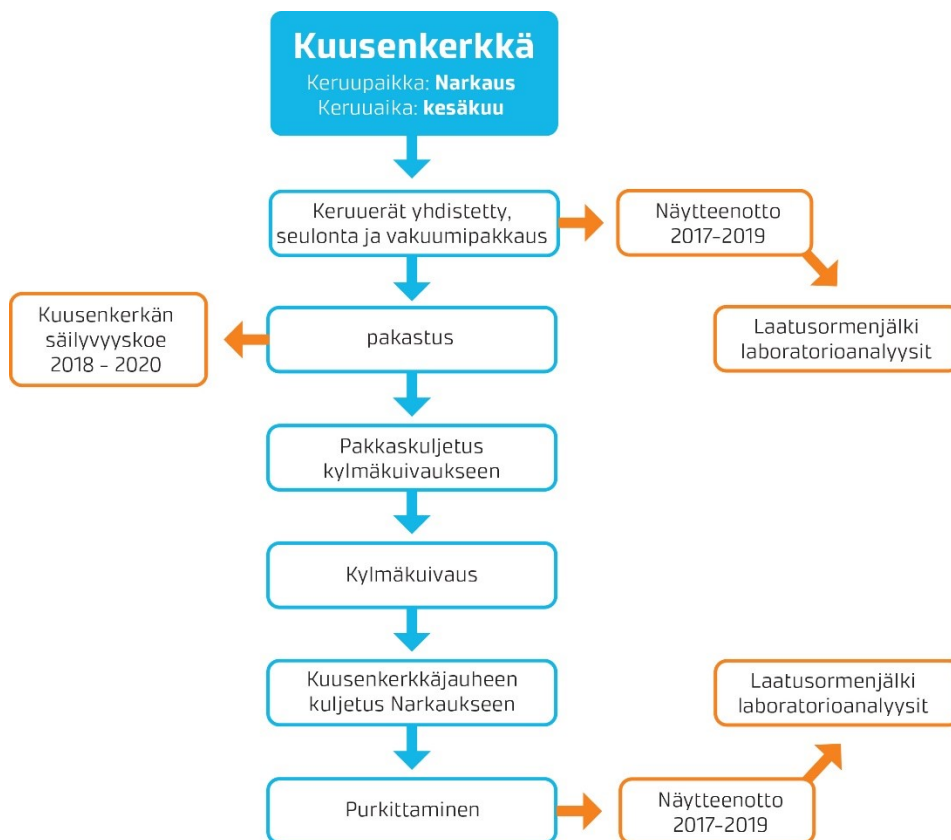 Kuusenkerkkä
Keruupaikka: Narkaus
Keruuaika: kesäkuu
Keruuerät yhdistetty,
seulonta ja vakuumipakkaus
Näytteenotto
2017-2019
Laatusormenjälki
laboratorioanalyysit
Kuusenkerkän
säilyvyyskoe
2018 - 2020
pakastus
Pakkaskuljetus
kylmäkuivaukseen
Kylmäkuivaus
Kuusenkerkkäjauheen
kuljetus Narkaukseen
Laatusormenjälki
laboratorioanalyysit
Purkittaminen
Näytteenotto
2017-2019